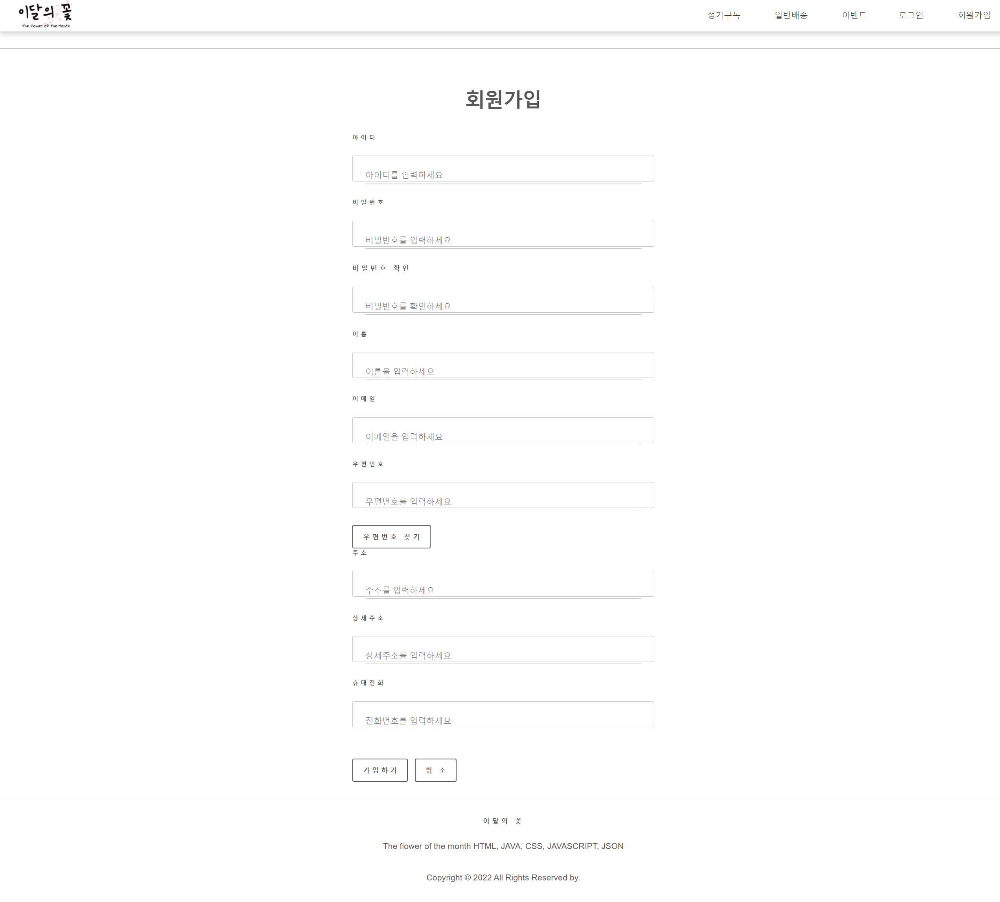 이달의 꽃
The Flower of the Month
정기구독 일반배송 이벤트 로그인 회원가입
회원가입
아이디
아이디를 입력하세요
비밀번호
비밀번호를 입력하세요
비밀번호 확인
비밀번호를 확인하세요
이름
이름을 입력하세요
이메일
이메일을 입력하세요
우편번호
우편번호를 입력하세요
우편번호 찾기
주소
주소를 입력하세요
상세주소
상세주소를 입력하세요
휴대전화
전화번호를 입력하세요
가입하기 취 소
이달의 꽃
The flower of the month HTML, JAVA, CSS, JAVASCRIPT, JSON
Copyright © 2022 All Rights Reserved by.